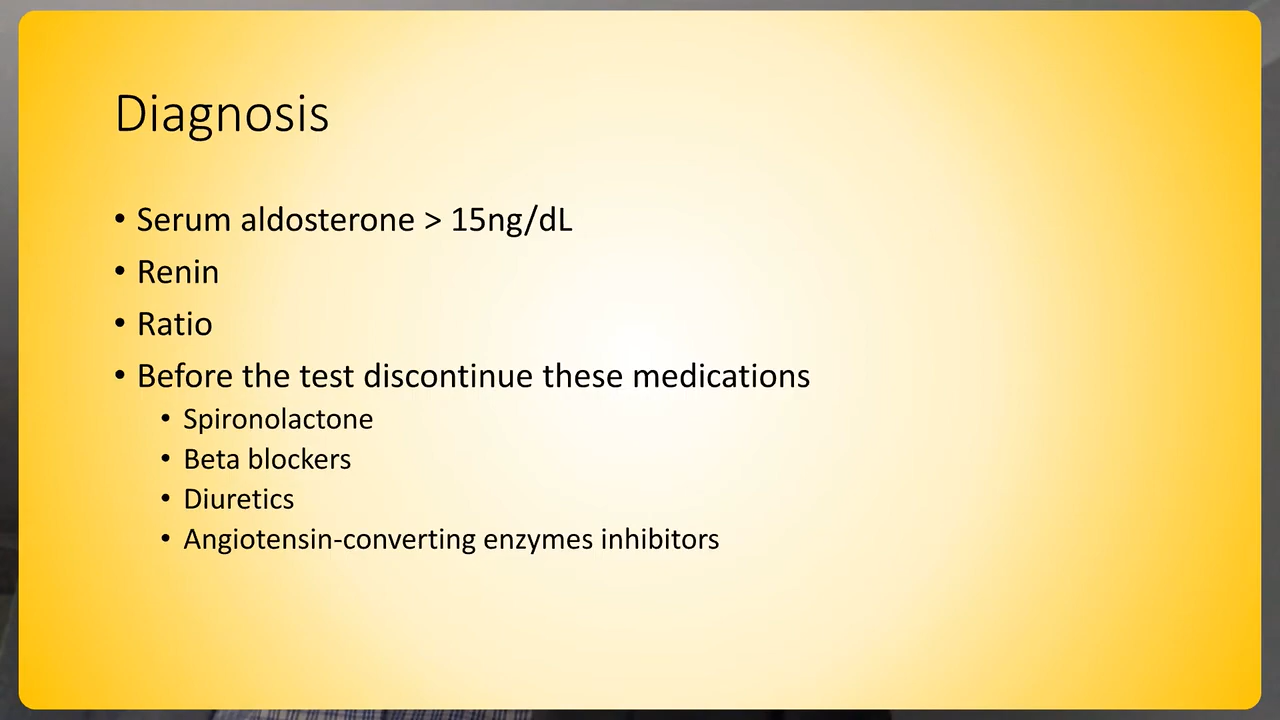 Diagnosis
• Serum aldosterone > 15ng/dL
• Renin
• Ratio
• Before the test discontinue these medications
• Spironolactone
• Beta blockers
• Diuretics
• Angiotensin-converting enzymes inhibitors